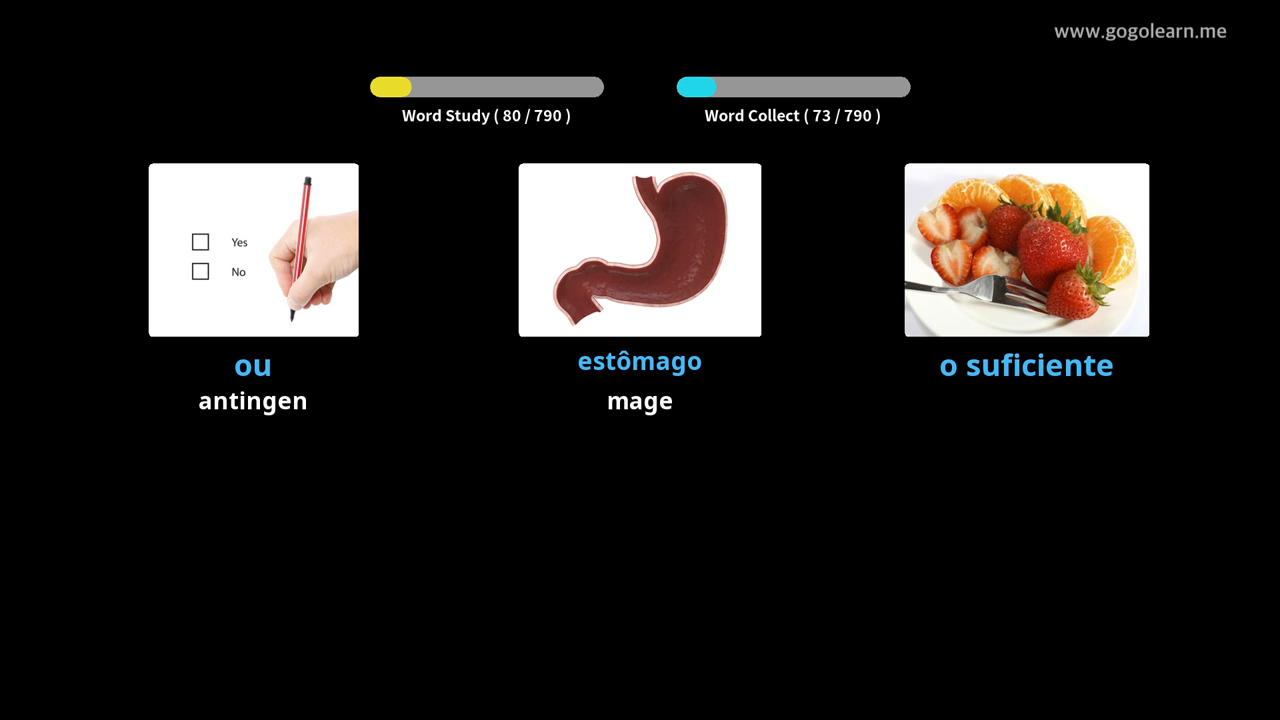 www.gogolearn.me
Word Study ( 80 / 790 )
Word Collect ( 73 / 790 )
Yes
No
ou
antingen
estômago
mage
o suficiente